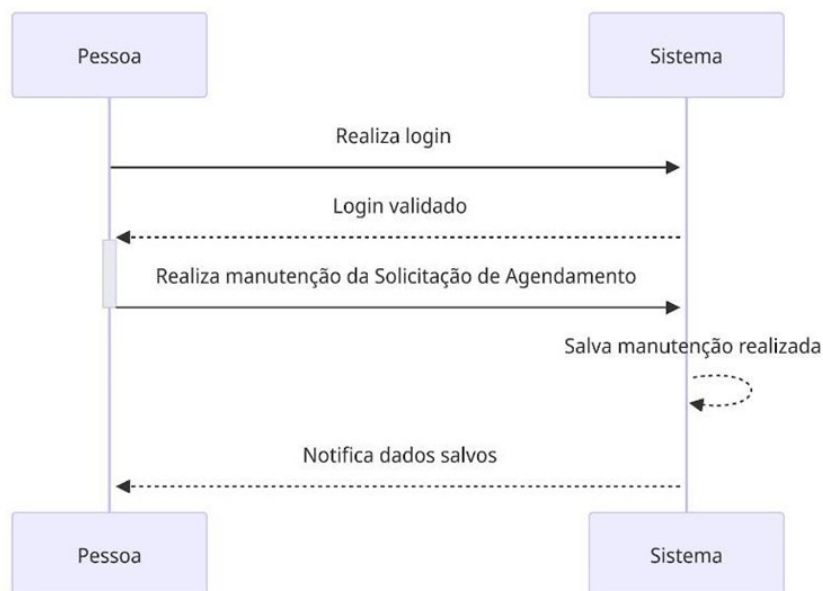 Pessoa
Sistema
Realiza login
Login validado
Realiza manutenção da Solicitação de Agendamento
Salva manutenção realizada
Notifica dados salvos
Pessoa
Sistema